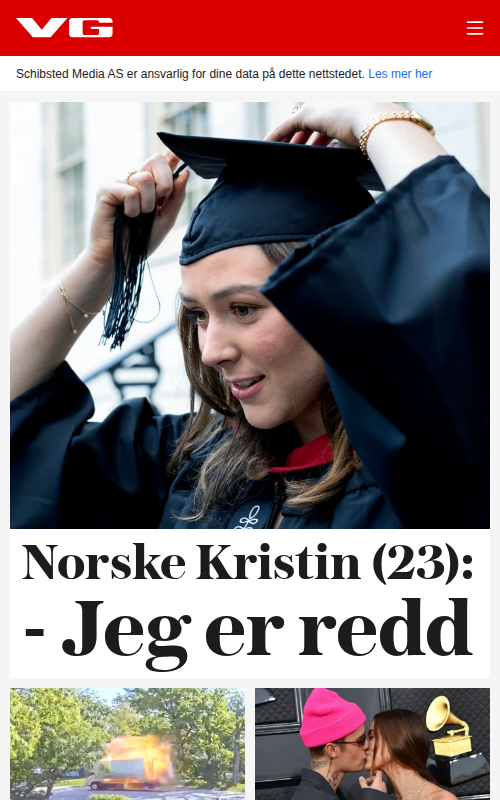 VG
Schibsted Media AS er ansvarlig for dine data på dette nettstedet. Les mer her
Norske Kristin (23):
- Jeg er redd